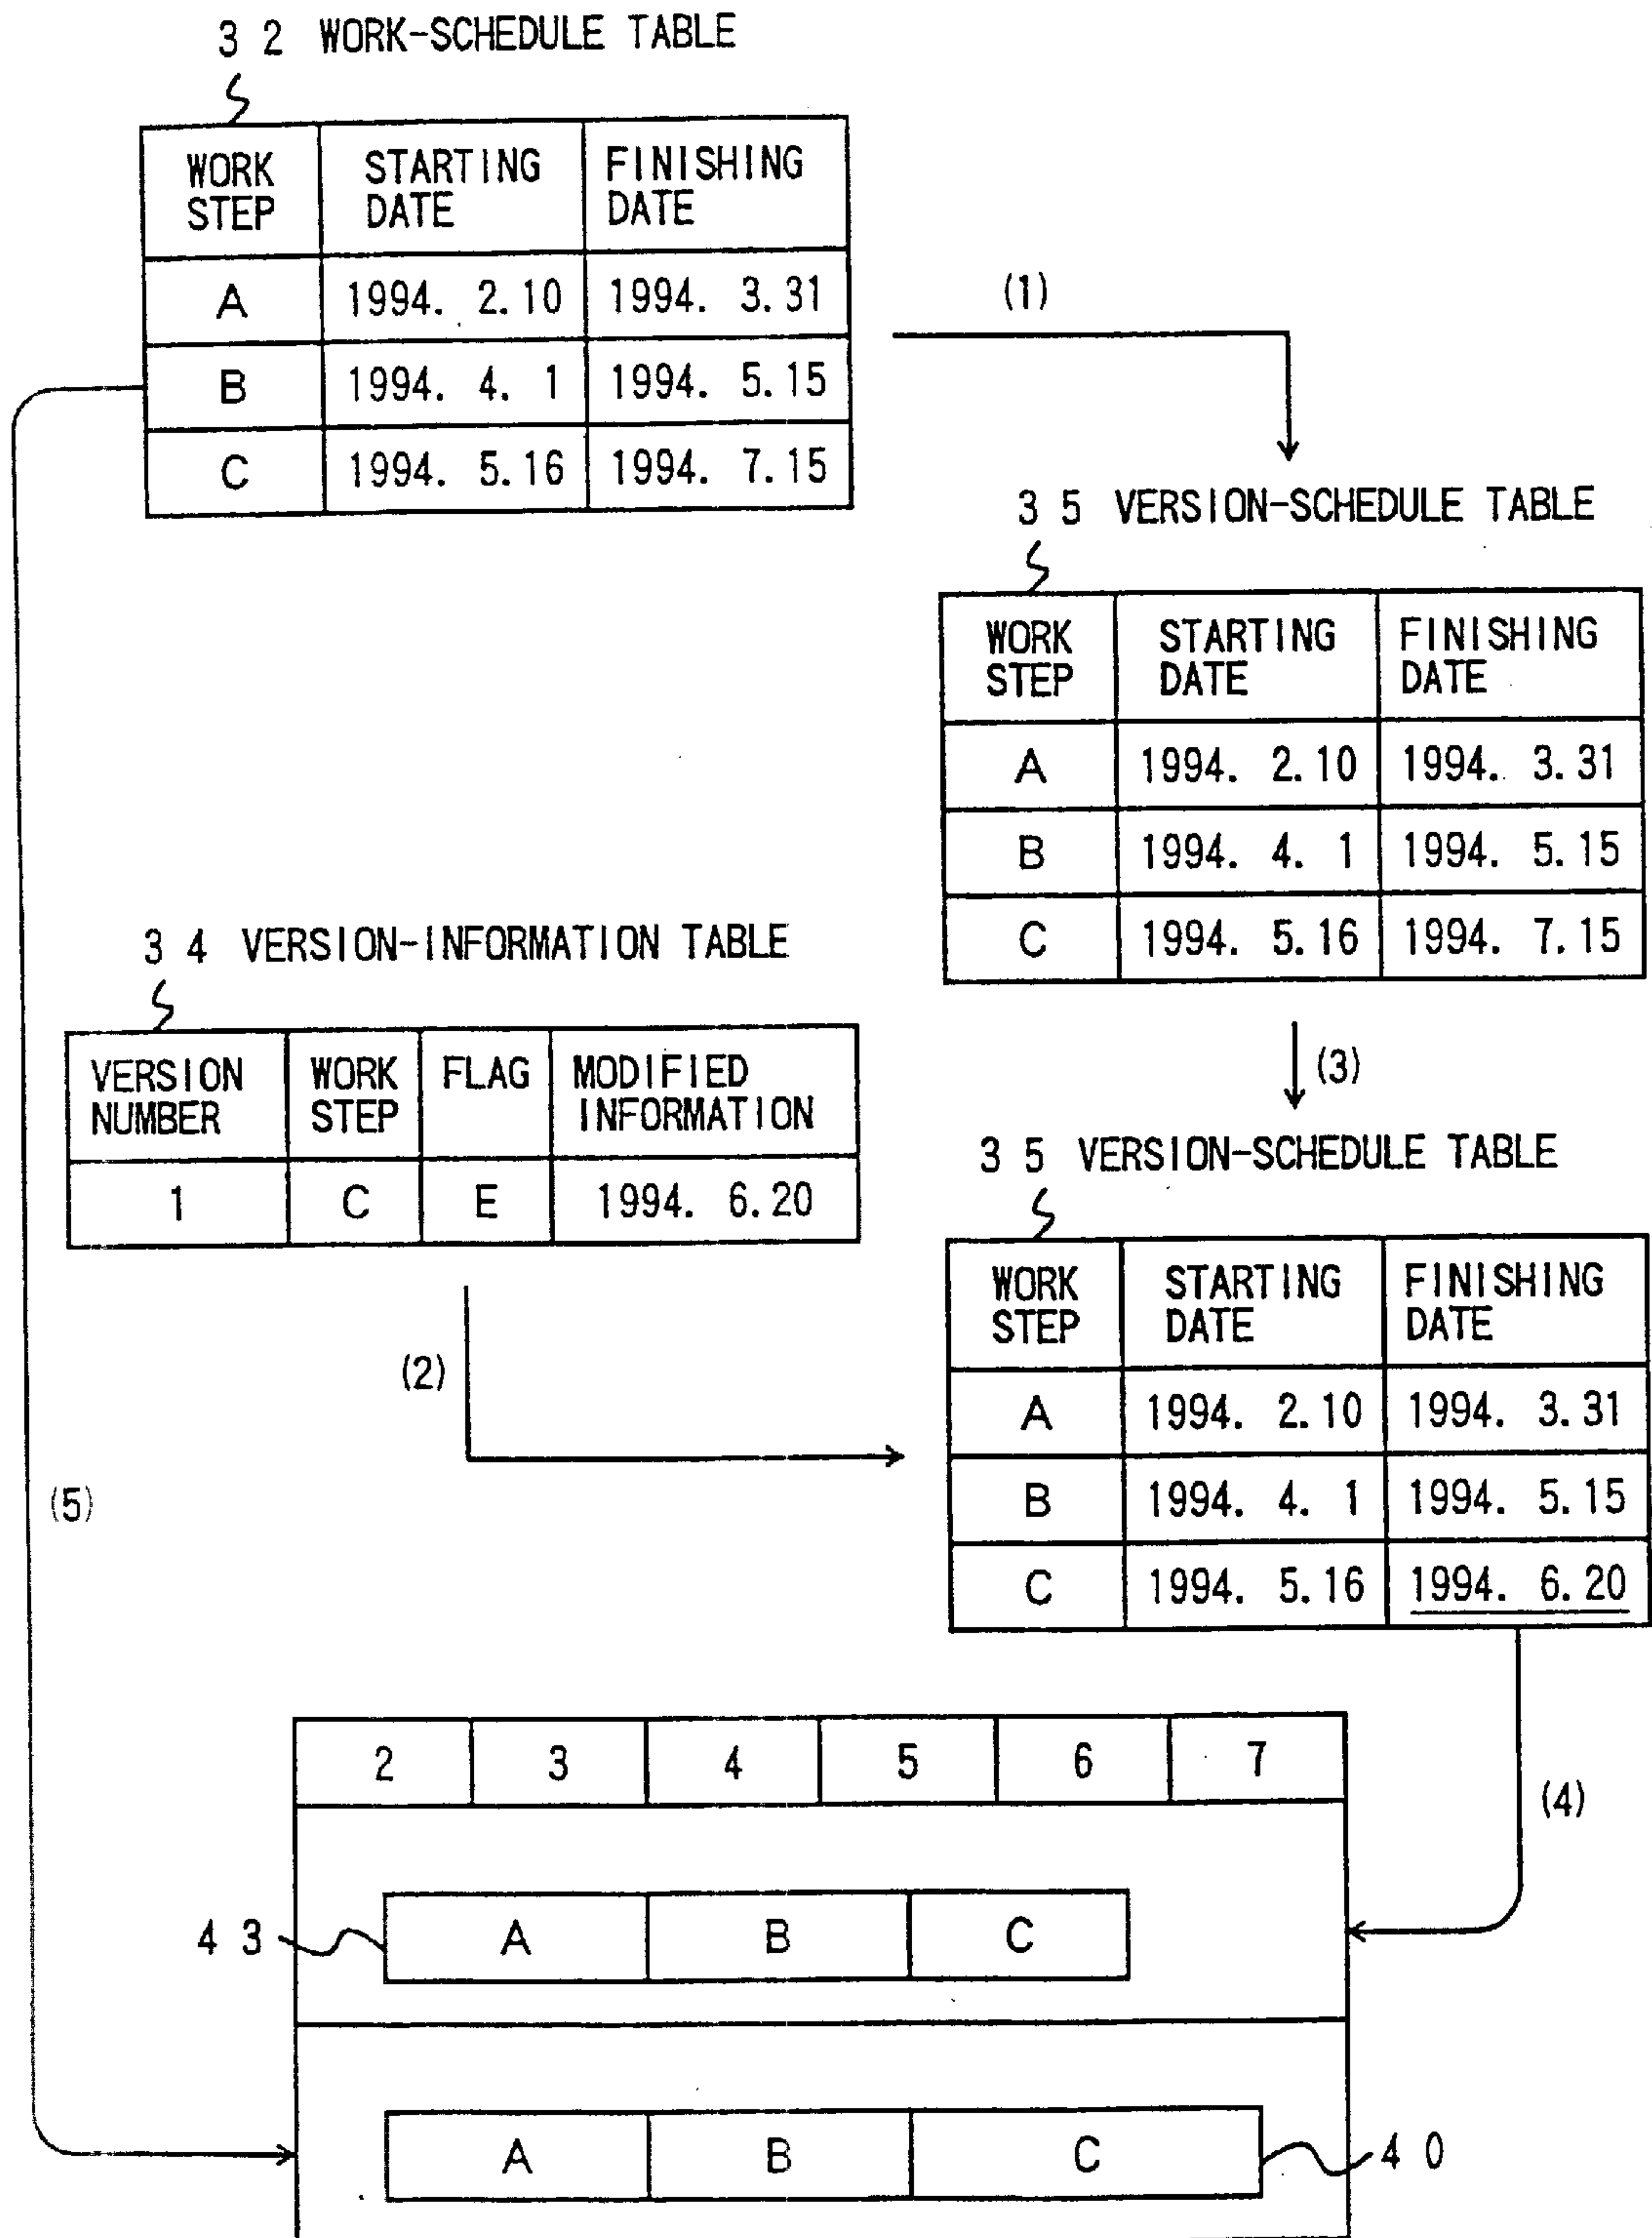 3 2 WORK-SCHEDULE TABLE
WORK STEP STARTING DATE FINISHING DATE
A 1994. 2.10 1994. 3.31
B 1994. 4. 1 1994. 5.15
C 1994. 5.16 1994. 7.15
(1)
3 5 VERSION-SCHEDULE TABLE
WORK STEP STARTING DATE FINISHING DATE
A 1994. 2.10 1994. 3.31
B 1994. 4. 1 1994. 5.15
C 1994. 5.16 1994. 7.15
3 4 VERSION-INFORMATION TABLE
VERSION NUMBER WORK STEP FLAG MODIFIED INFORMATION
1 C E 1994. 6.20
(3)
(2)
3 5 VERSION-SCHEDULE TABLE
WORK STEP STARTING DATE FINISHING DATE
A 1994. 2.10 1994. 3.31
B 1994. 4. 1 1994. 5.15
C 1994. 5.16 1994. 6.20
(5)
(4)
2 3 4 5 6 7
4 3 A B C
A B C 4 0